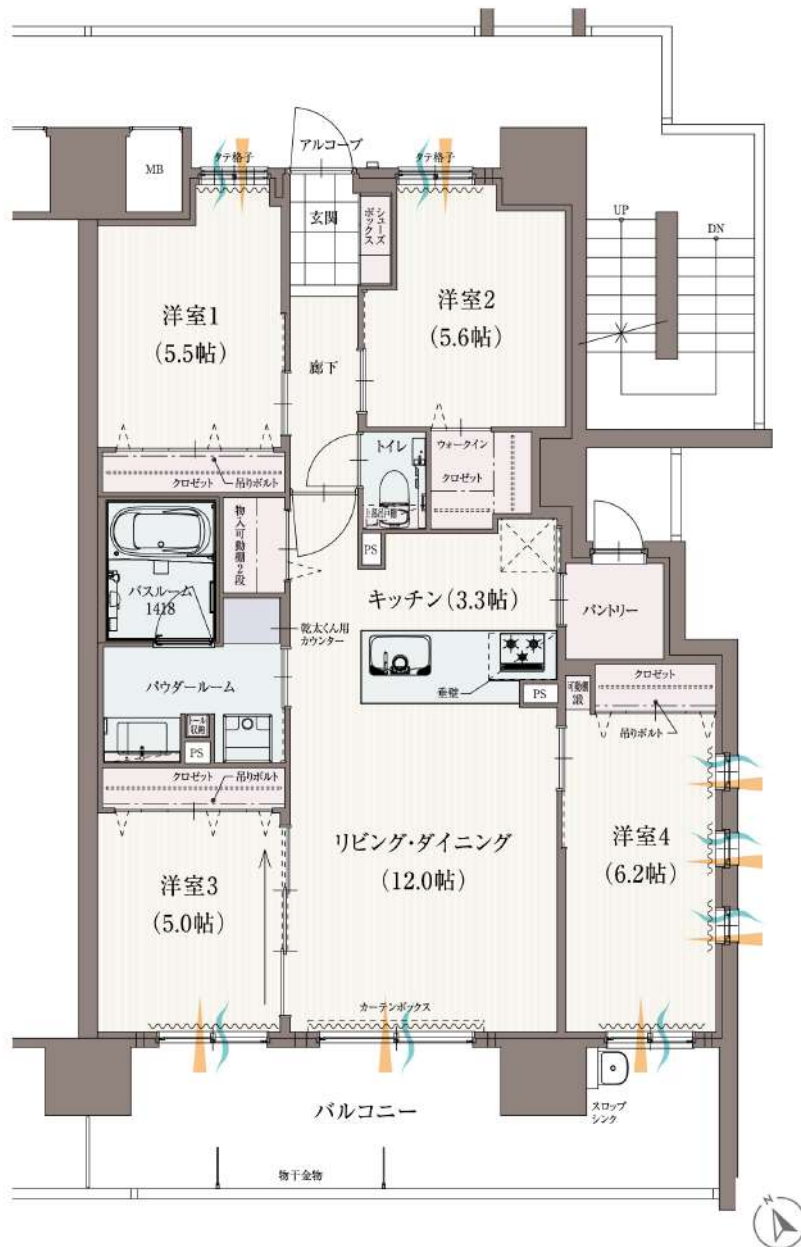 アルコーブ
タテ格子
タテ格子
MB
玄関
シューズ
ボックス
UP
DN
洋室1
(5.5帖)
洋室2
(5.6帖)
廊下
トイレ
ウォークイン
クロゼット
クロゼット
吊りボルト
物入可動棚2段
PS
バスルーム
1418
キッチン(3.3帖)
パントリー
乾太くん用
カウンター
パウダールーム
垂壁
PS
クロゼット
吊りボルト
トール
収納
PS
クロゼット
吊りボルト
リビング・ダイニング
(12.0帖)
洋室4
(6.2帖)
洋室3
(5.0帖)
カーテンボックス
バルコニー
スロップ
シンク
物干金物
N